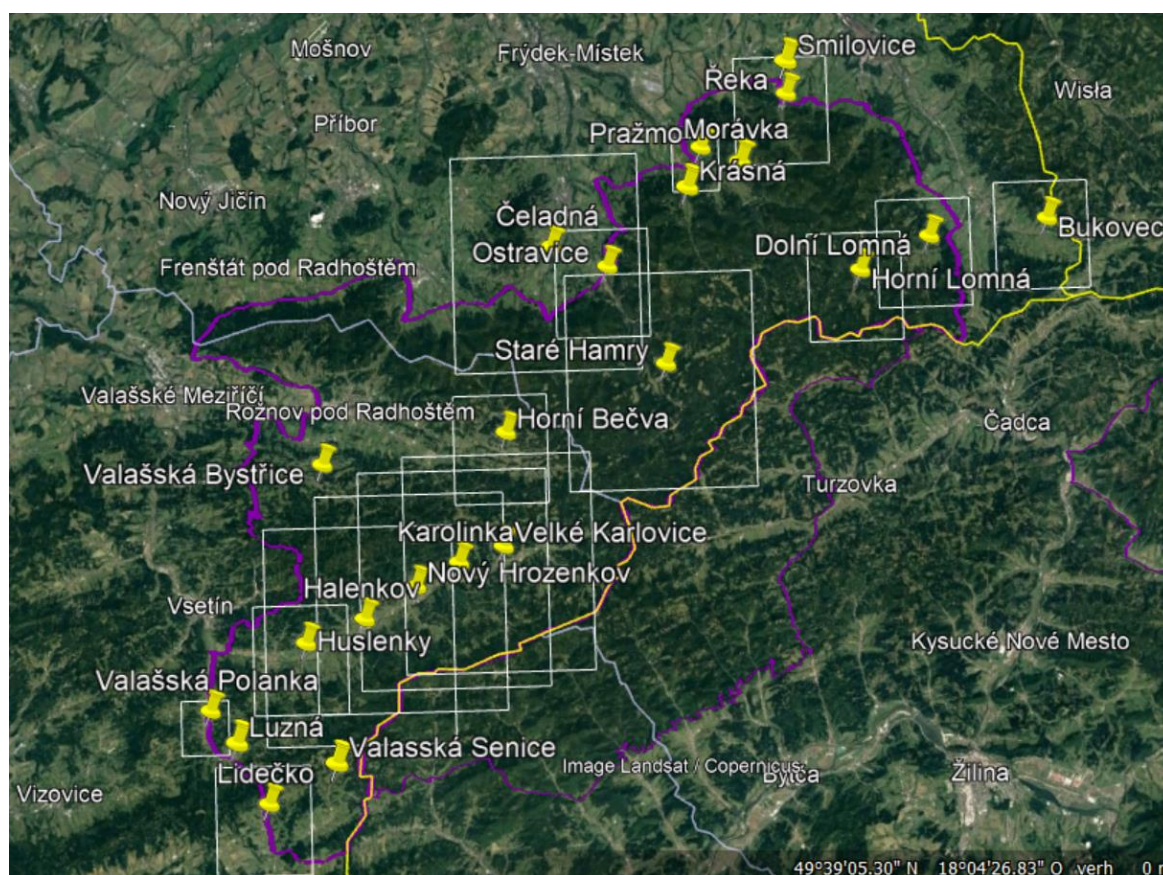 Mošnov
Frýdek-Místek
Smilovice
Řeka
Wisła
Příbor
Pražmo
Morávka
Krásná
Nový Jičín
Čeladná
Ostravice
Dolní Lomná
Bukovec
Frenštát pod Radhoštěm
Horní Lomná
Staré Hamry
Valašské Meziříčí
Rožnov pod Radhoštěm
Horní Bečva
Čadca
Valašská Bystřice
Turzovka
Karolinka
Velké Karlovice
Halenkov
Nový Hrozenkov
Vsetín
Huslenky
Kysucké Nové Mesto
Valašská Polanka
Luzná
Valasská Senice
Lidečko
Image Landsat / Copernicus
Bytča
Žilina
Vizovice
49°39'05.30" N 18°04'26.83" O verh 0 m